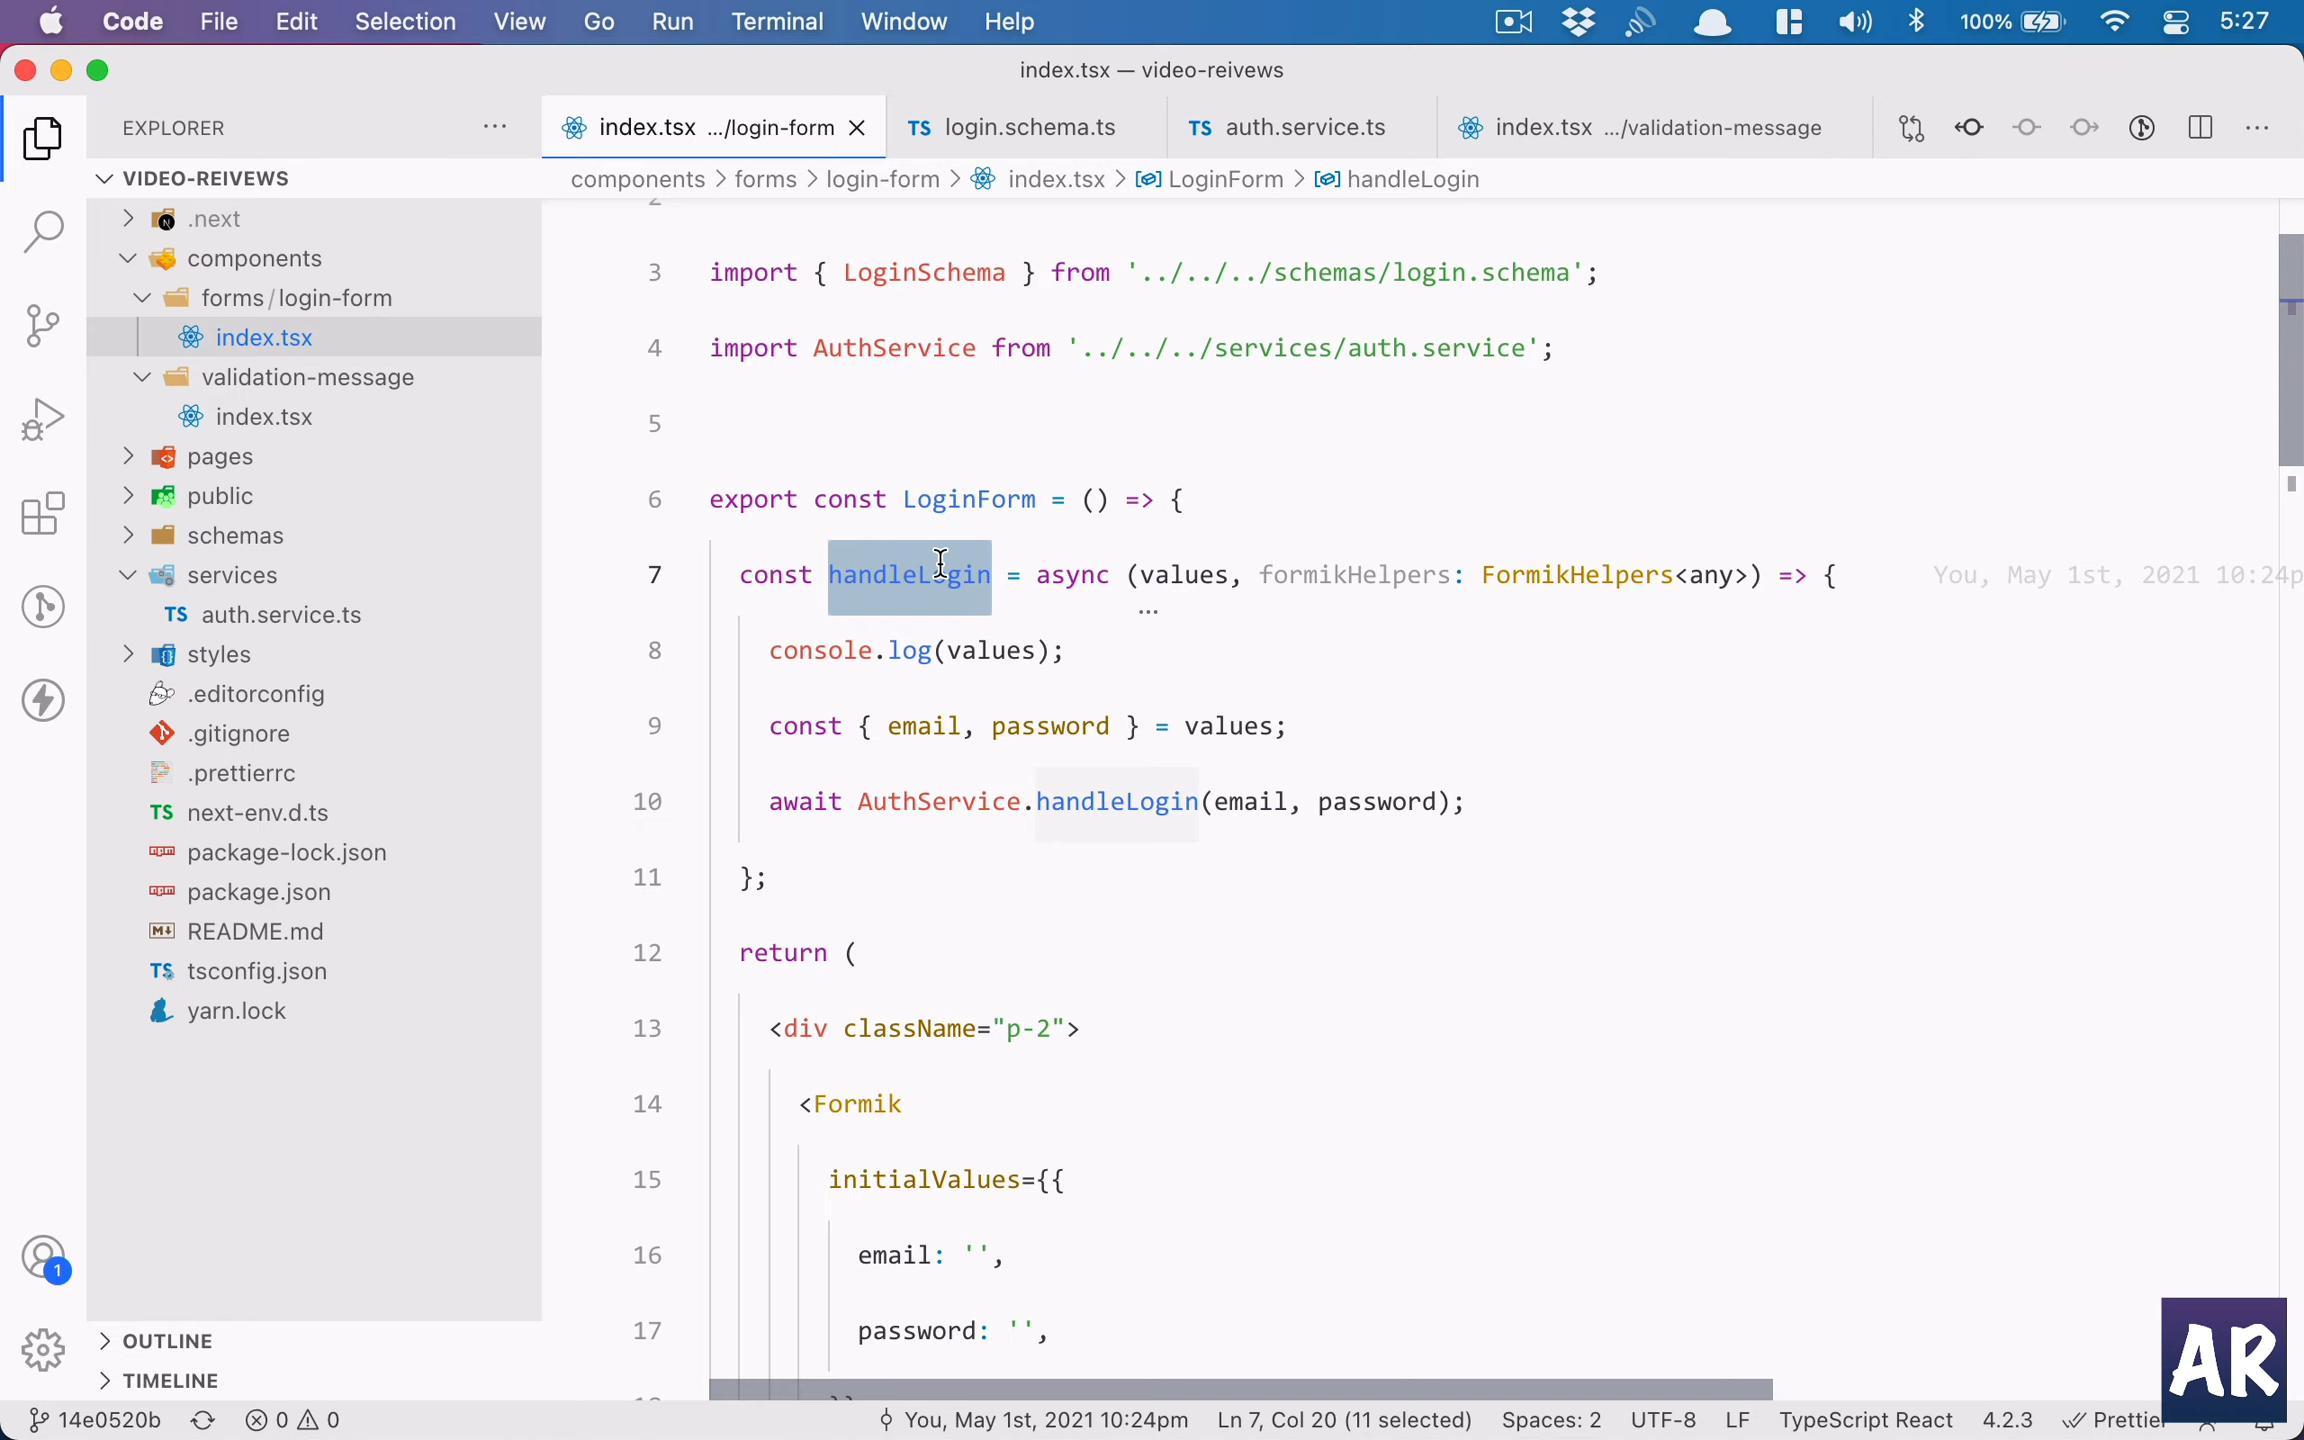 Code File Edit Selection View Go Run Terminal Window Help 100% 5:27
index.tsx — video-reivews
EXPLORER ···
index.tsx .../login-form
TS login.schema.ts
TS auth.service.ts
index.tsx .../validation-message
VIDEO-REIVEWS
components > forms > login-form > index.tsx > LoginForm > handleLogin
.next
components
forms/login-form
index.tsx
validation-message
index.tsx
pages
public
schemas
services
TS auth.service.ts
styles
.editorconfig
.gitignore
.prettierrc
TS next-env.d.ts
package-lock.json
package.json
README.md
TS tsconfig.json
yarn.lock
OUTLINE
TIMELINE
2
3 import { LoginSchema } from '../../../schemas/login.schema';
4 import AuthService from '../../../services/auth.service';
5
6 export const LoginForm = () => {
7 const handleLogin = async (values, formikHelpers: FormikHelpers<any>) => { You, May 1st, 2021 10:24p
8 console.log(values);
9 const { email, password } = values;
10 await AuthService.handleLogin(email, password);
11 };
12 return (
13 <div className="p-2">
14 <Formik
15 initialValues={{
16 email: '',
17 password: '',
1
AR
14e0520b 0 0 You, May 1st, 2021 10:24pm Ln 7, Col 20 (11 selected) Spaces: 2 UTF-8 LF TypeScript React 4.2.3